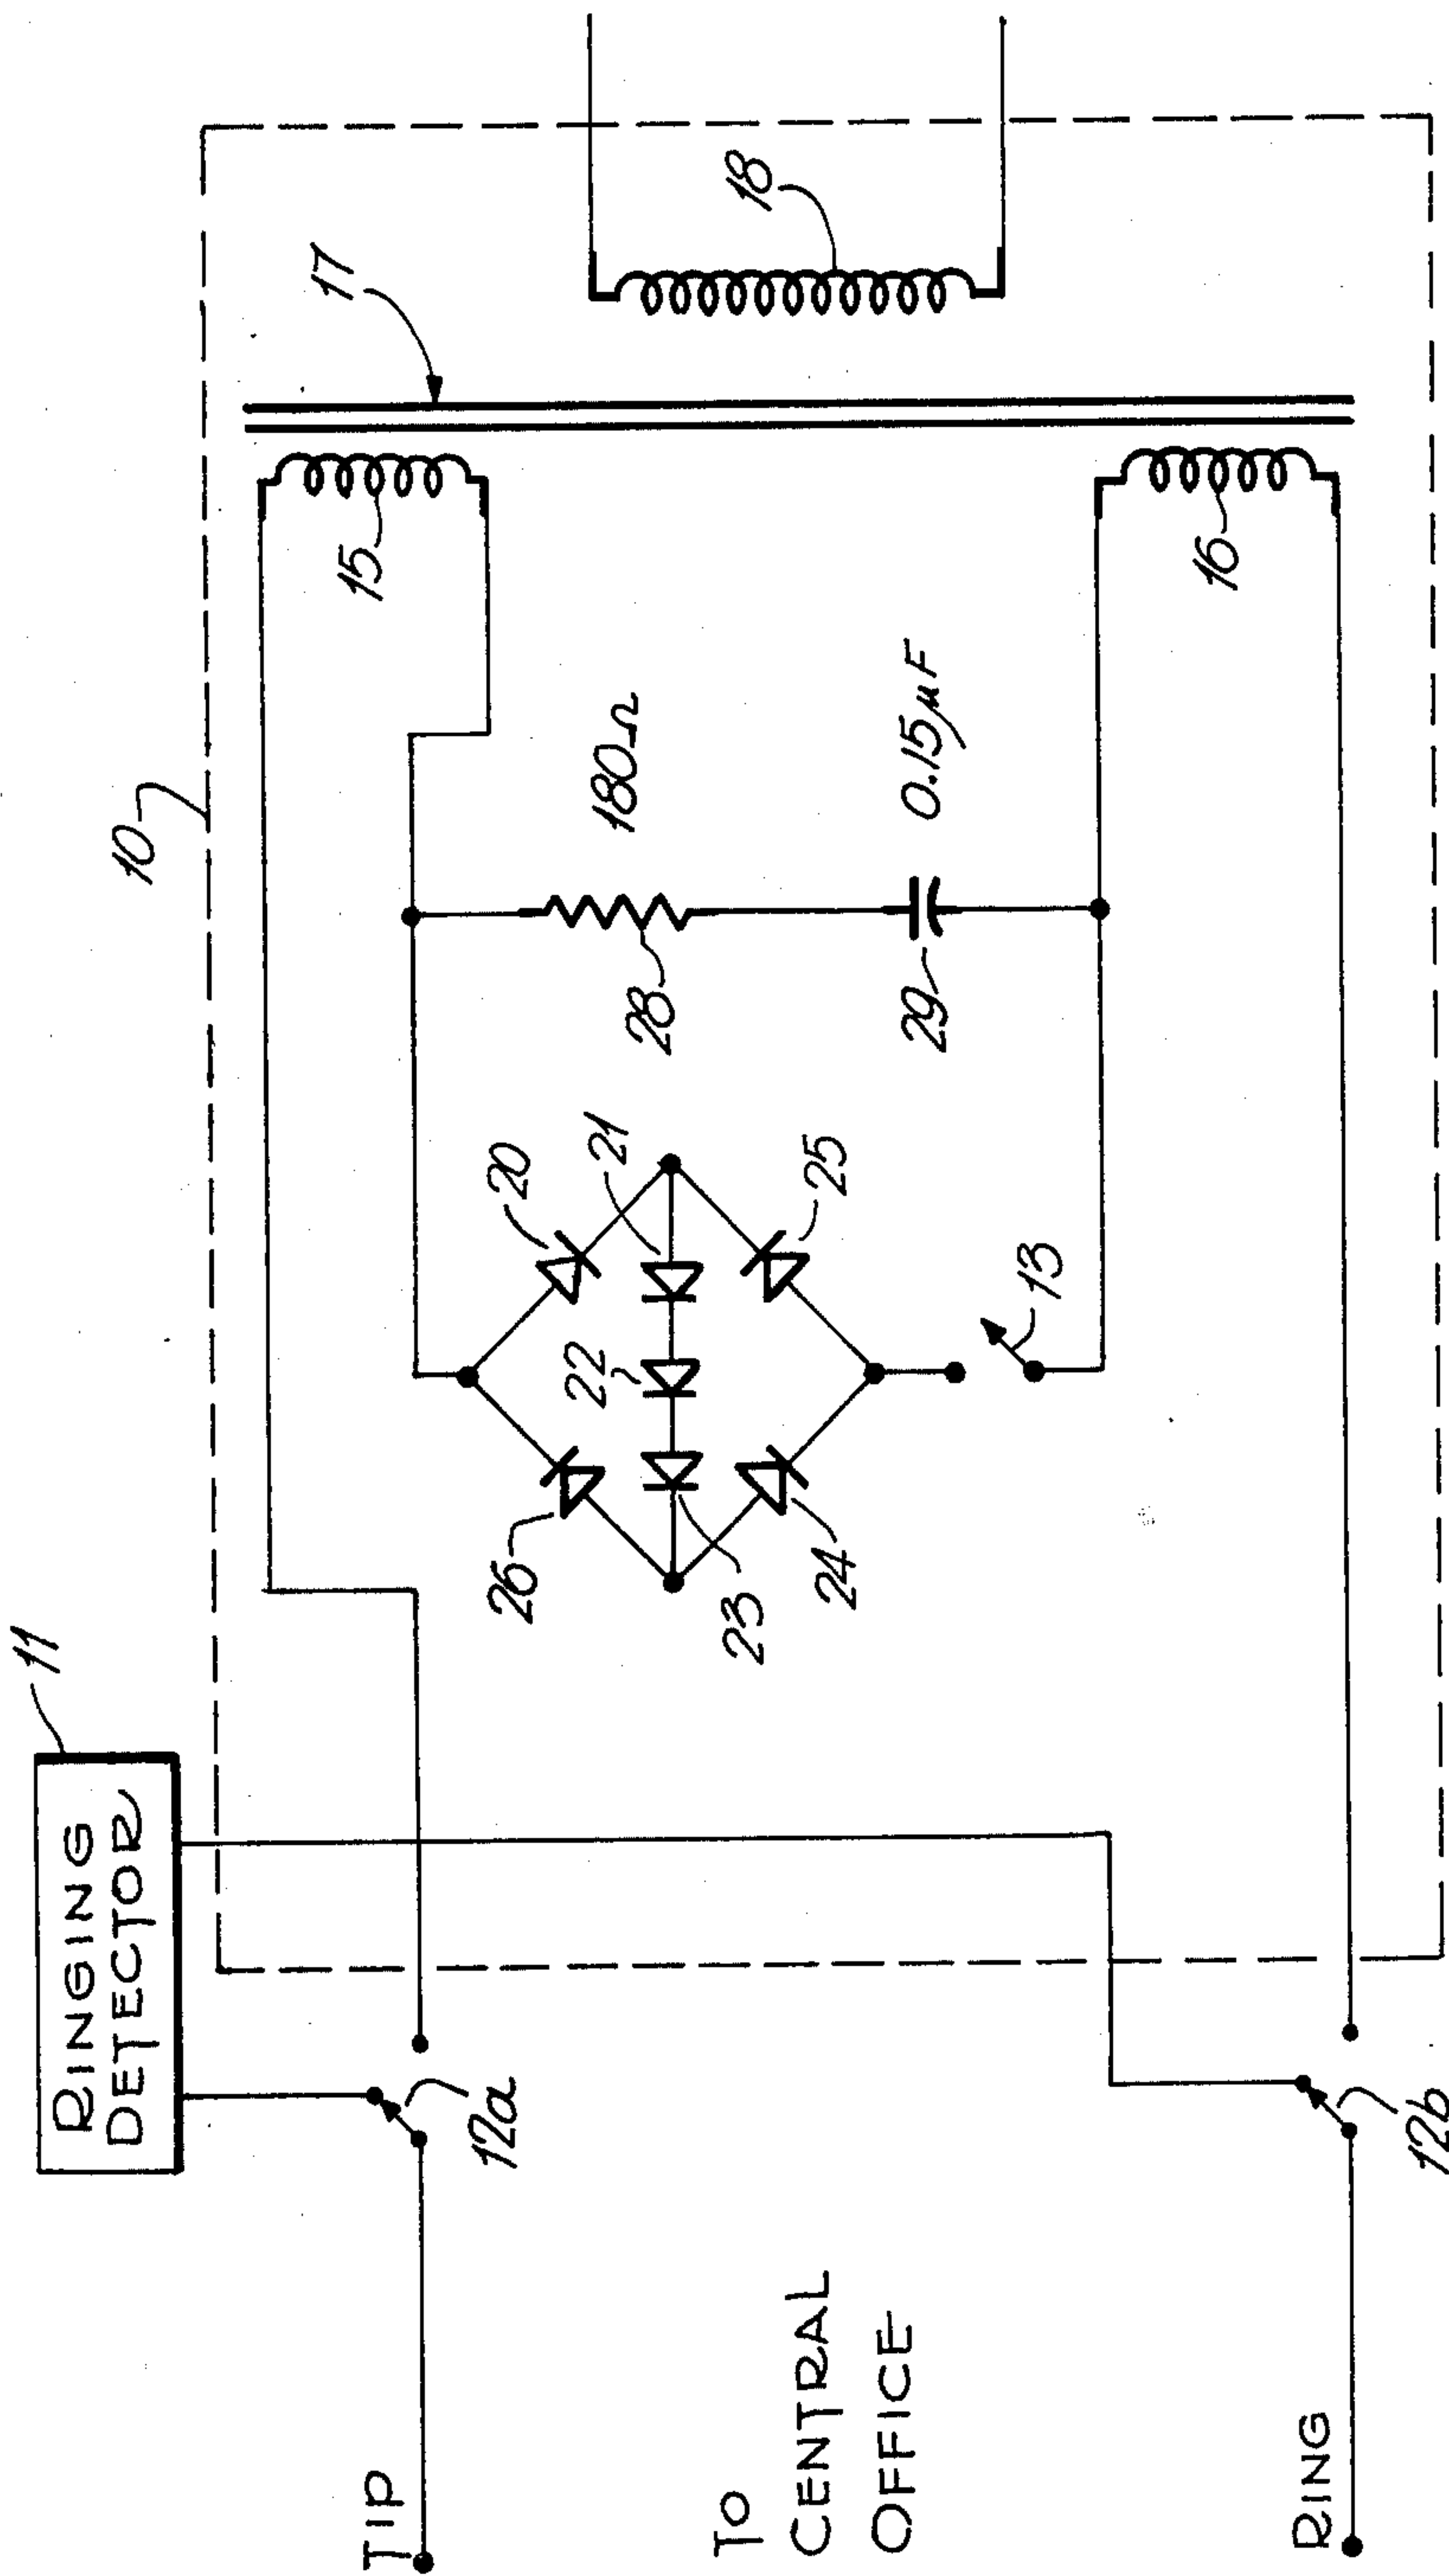 RINGING
DETECTOR
11
10
17
18
15
20
21
22
23
24
25
26
28
180Ω
29
0.15μF
13
16
12a
12b
TIP
TO
CENTRAL
OFFICE
RING